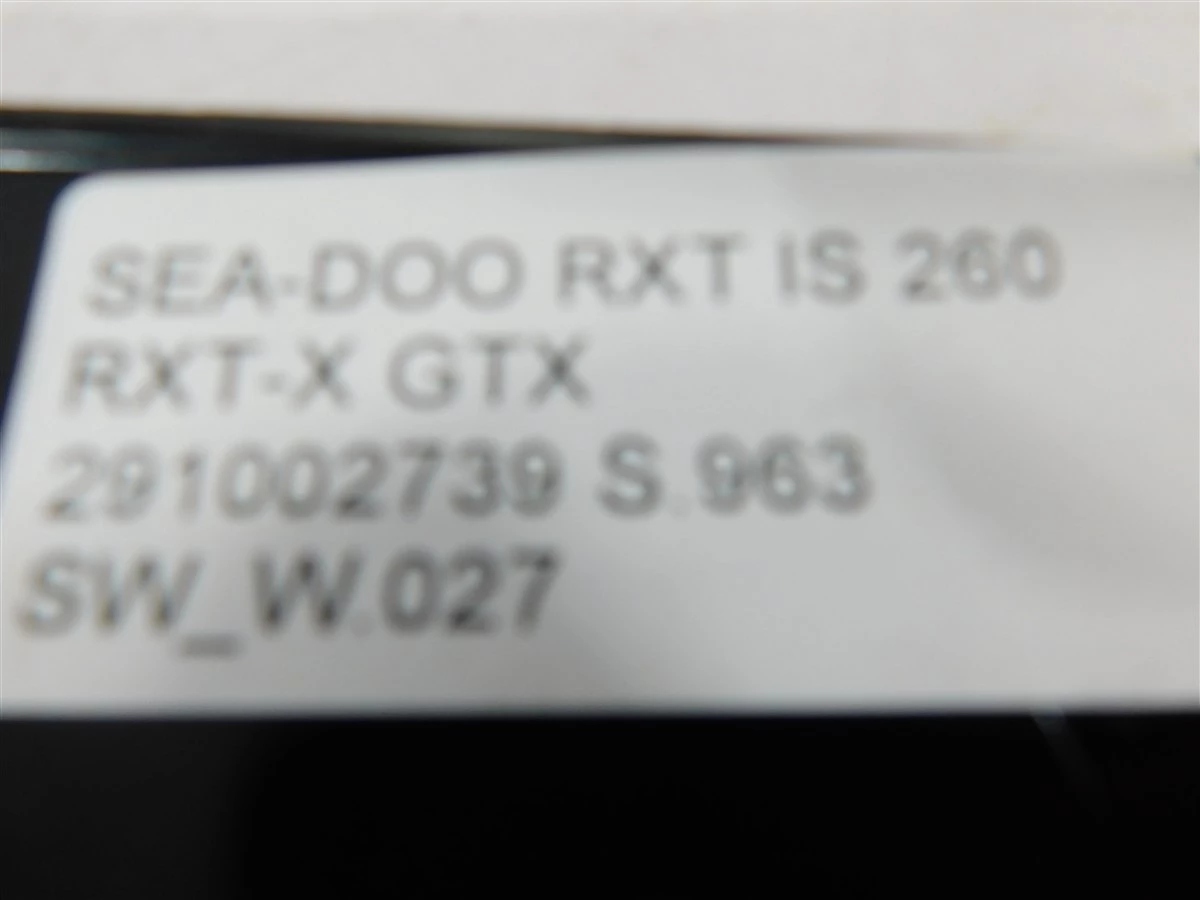 SEA-DOO RXT IS 260
RXT-X GTX
291002739 S.963
SW_W.027